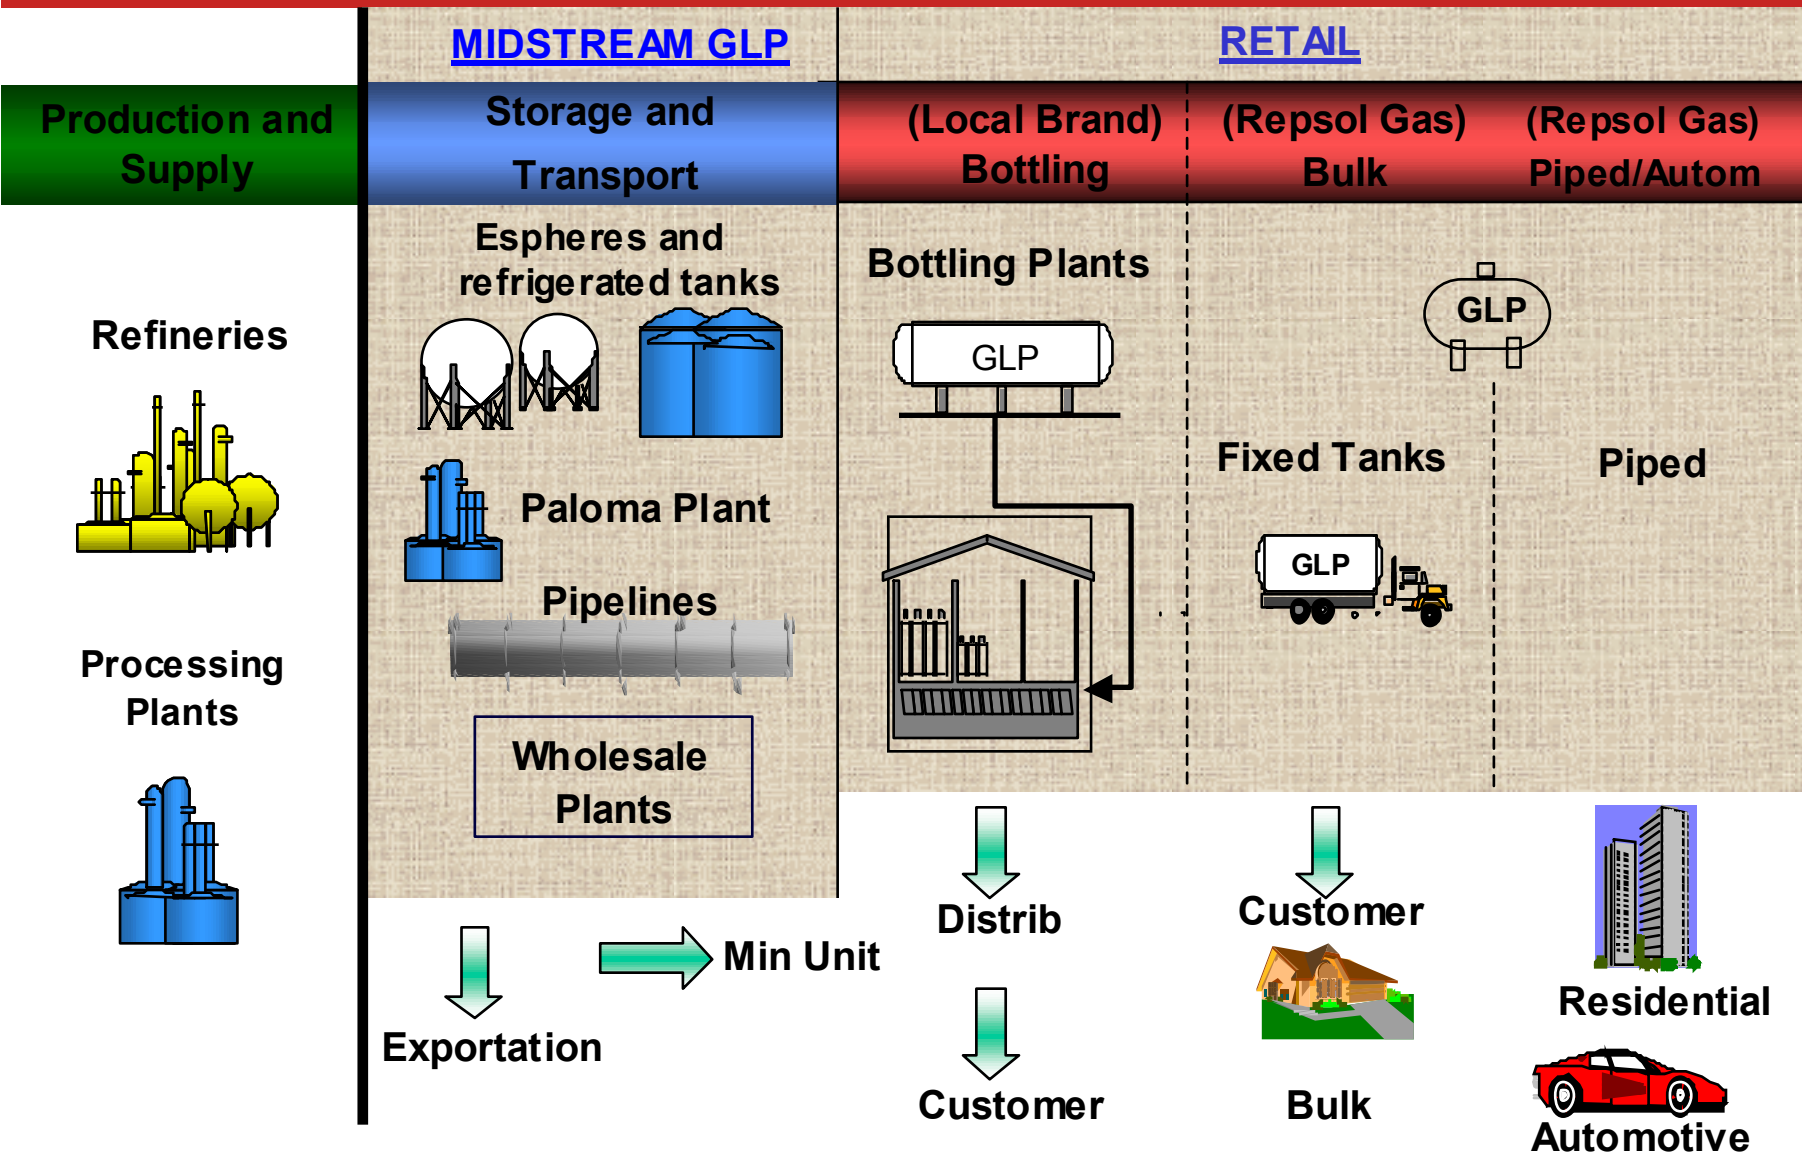 MIDSTREAM GLP
RETAIL
Production and
Supply
Storage and
Transport
(Local Brand)
Bottling
(Repsol Gas)
Bulk
(Repsol Gas)
Piped/Autom
Refineries
Processing
Plants
Espheres and
refrigerated tanks
Paloma Plant
Pipelines
Wholesale
Plants
Exportation
Min Unit
Bottling Plants
GLP
Distrib
Customer
GLP
Fixed Tanks
GLP
Customer
Bulk
Piped
Residential
Automotive